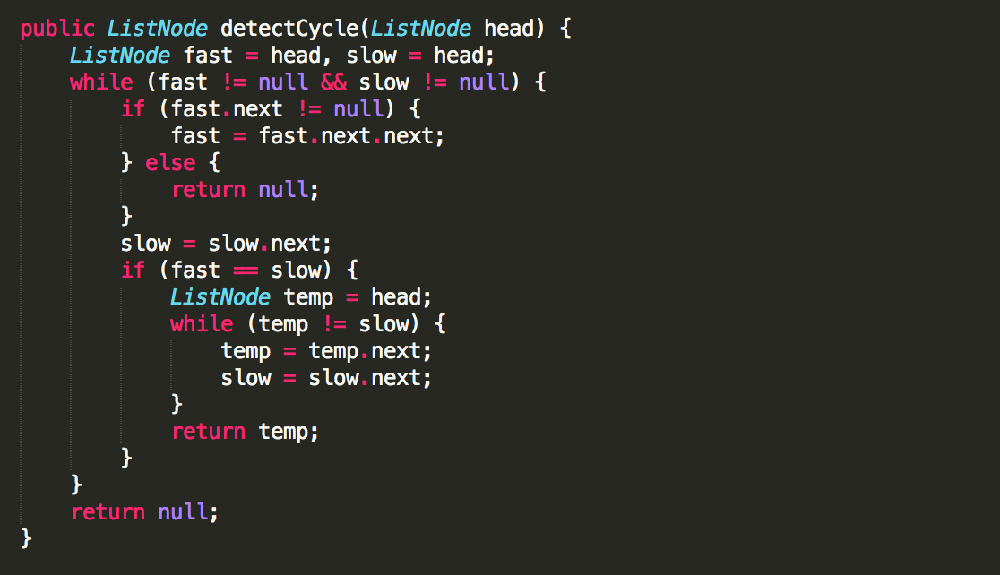 public ListNode detectCycle(ListNode head) {
    ListNode fast = head, slow = head;
    while (fast != null && slow != null) {
        if (fast.next != null) {
            fast = fast.next.next;
        } else {
            return null;
        }
        slow = slow.next;
        if (fast == slow) {
            ListNode temp = head;
            while (temp != slow) {
                temp = temp.next;
                slow = slow.next;
            }
            return temp;
        }
    }
    return null;
}